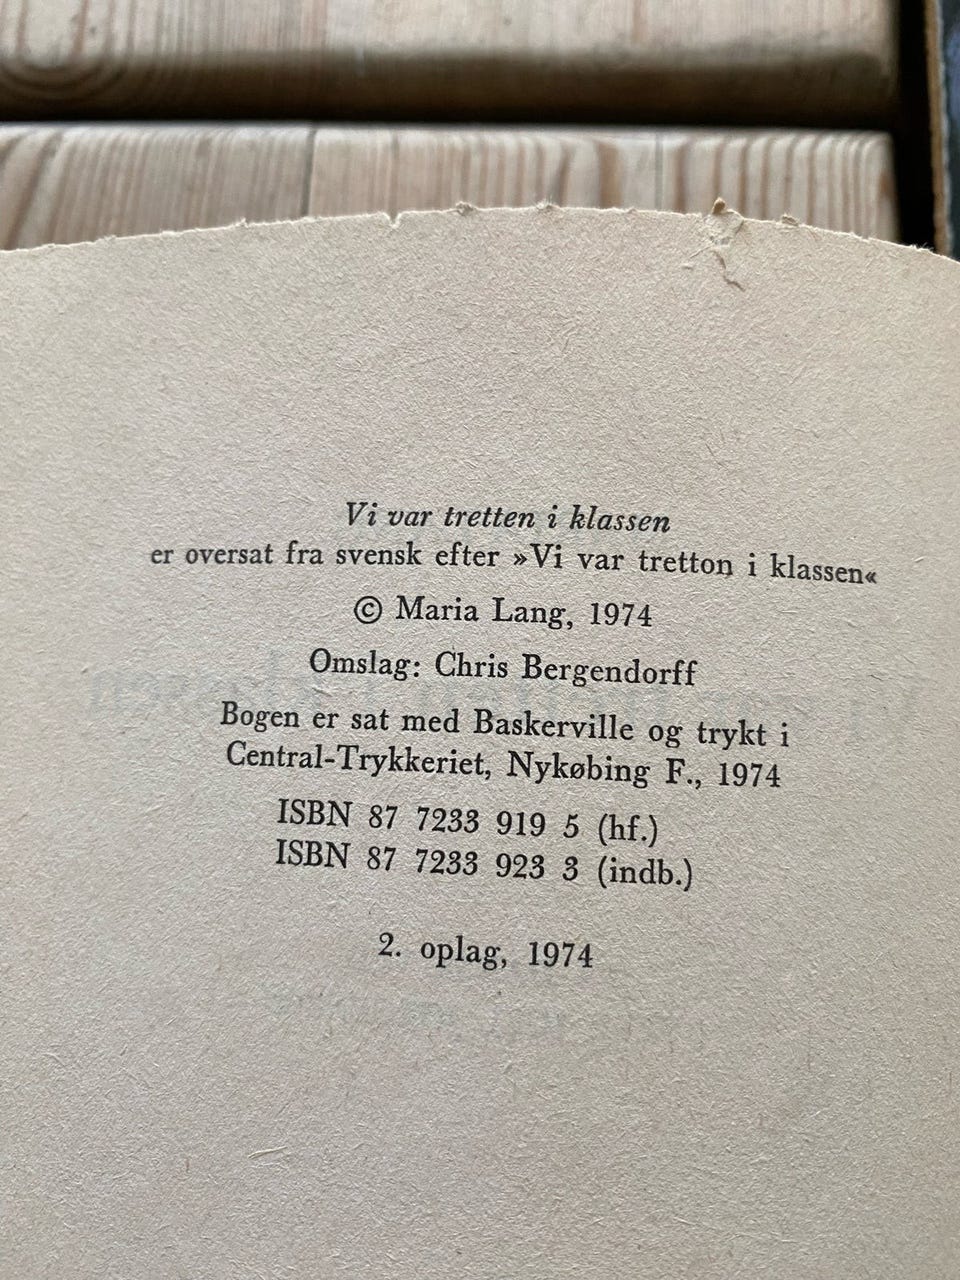 Vi var tretten i klassen
er oversat fra svensk efter »Vi var tretton i klassen«
© Maria Lang, 1974
Omslag: Chris Bergendorff
Bogen er sat med Baskerville og trykt i
Central-Trykkeriet, Nykøbing F., 1974
ISBN 87 7233 919 5 (hf.)
ISBN 87 7233 923 3 (indb.)
2. oplag, 1974